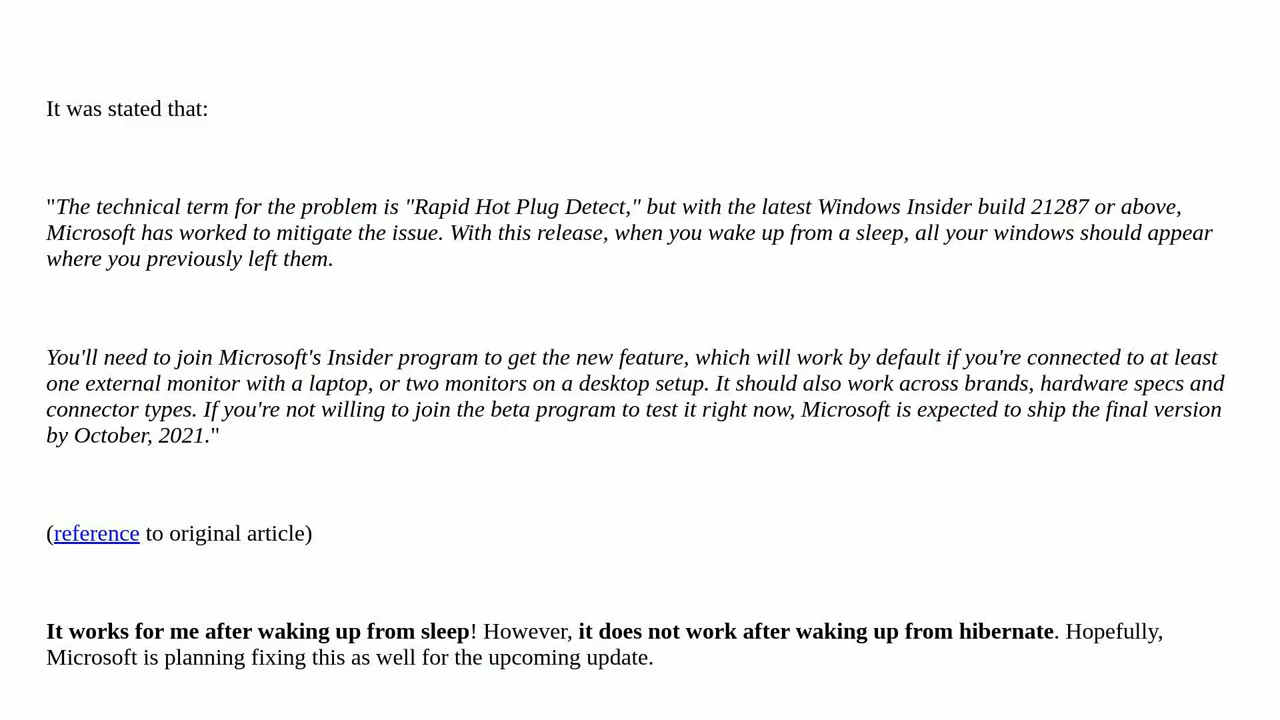 It was stated that:
"The technical term for the problem is "Rapid Hot Plug Detect," but with the latest Windows Insider build 21287 or above,
Microsoft has worked to mitigate the issue. With this release, when you wake up from a sleep, all your windows should appear
where you previously left them.
You'll need to join Microsoft's Insider program to get the new feature, which will work by default if you're connected to at least
one external monitor with a laptop, or two monitors on a desktop setup. It should also work across brands, hardware specs and
connector types. If you're not willing to join the beta program to test it right now, Microsoft is expected to ship the final version
by October, 2021."
(reference to original article)
It works for me after waking up from sleep! However, it does not work after waking up from hibernate. Hopefully,
Microsoft is planning fixing this as well for the upcoming update.